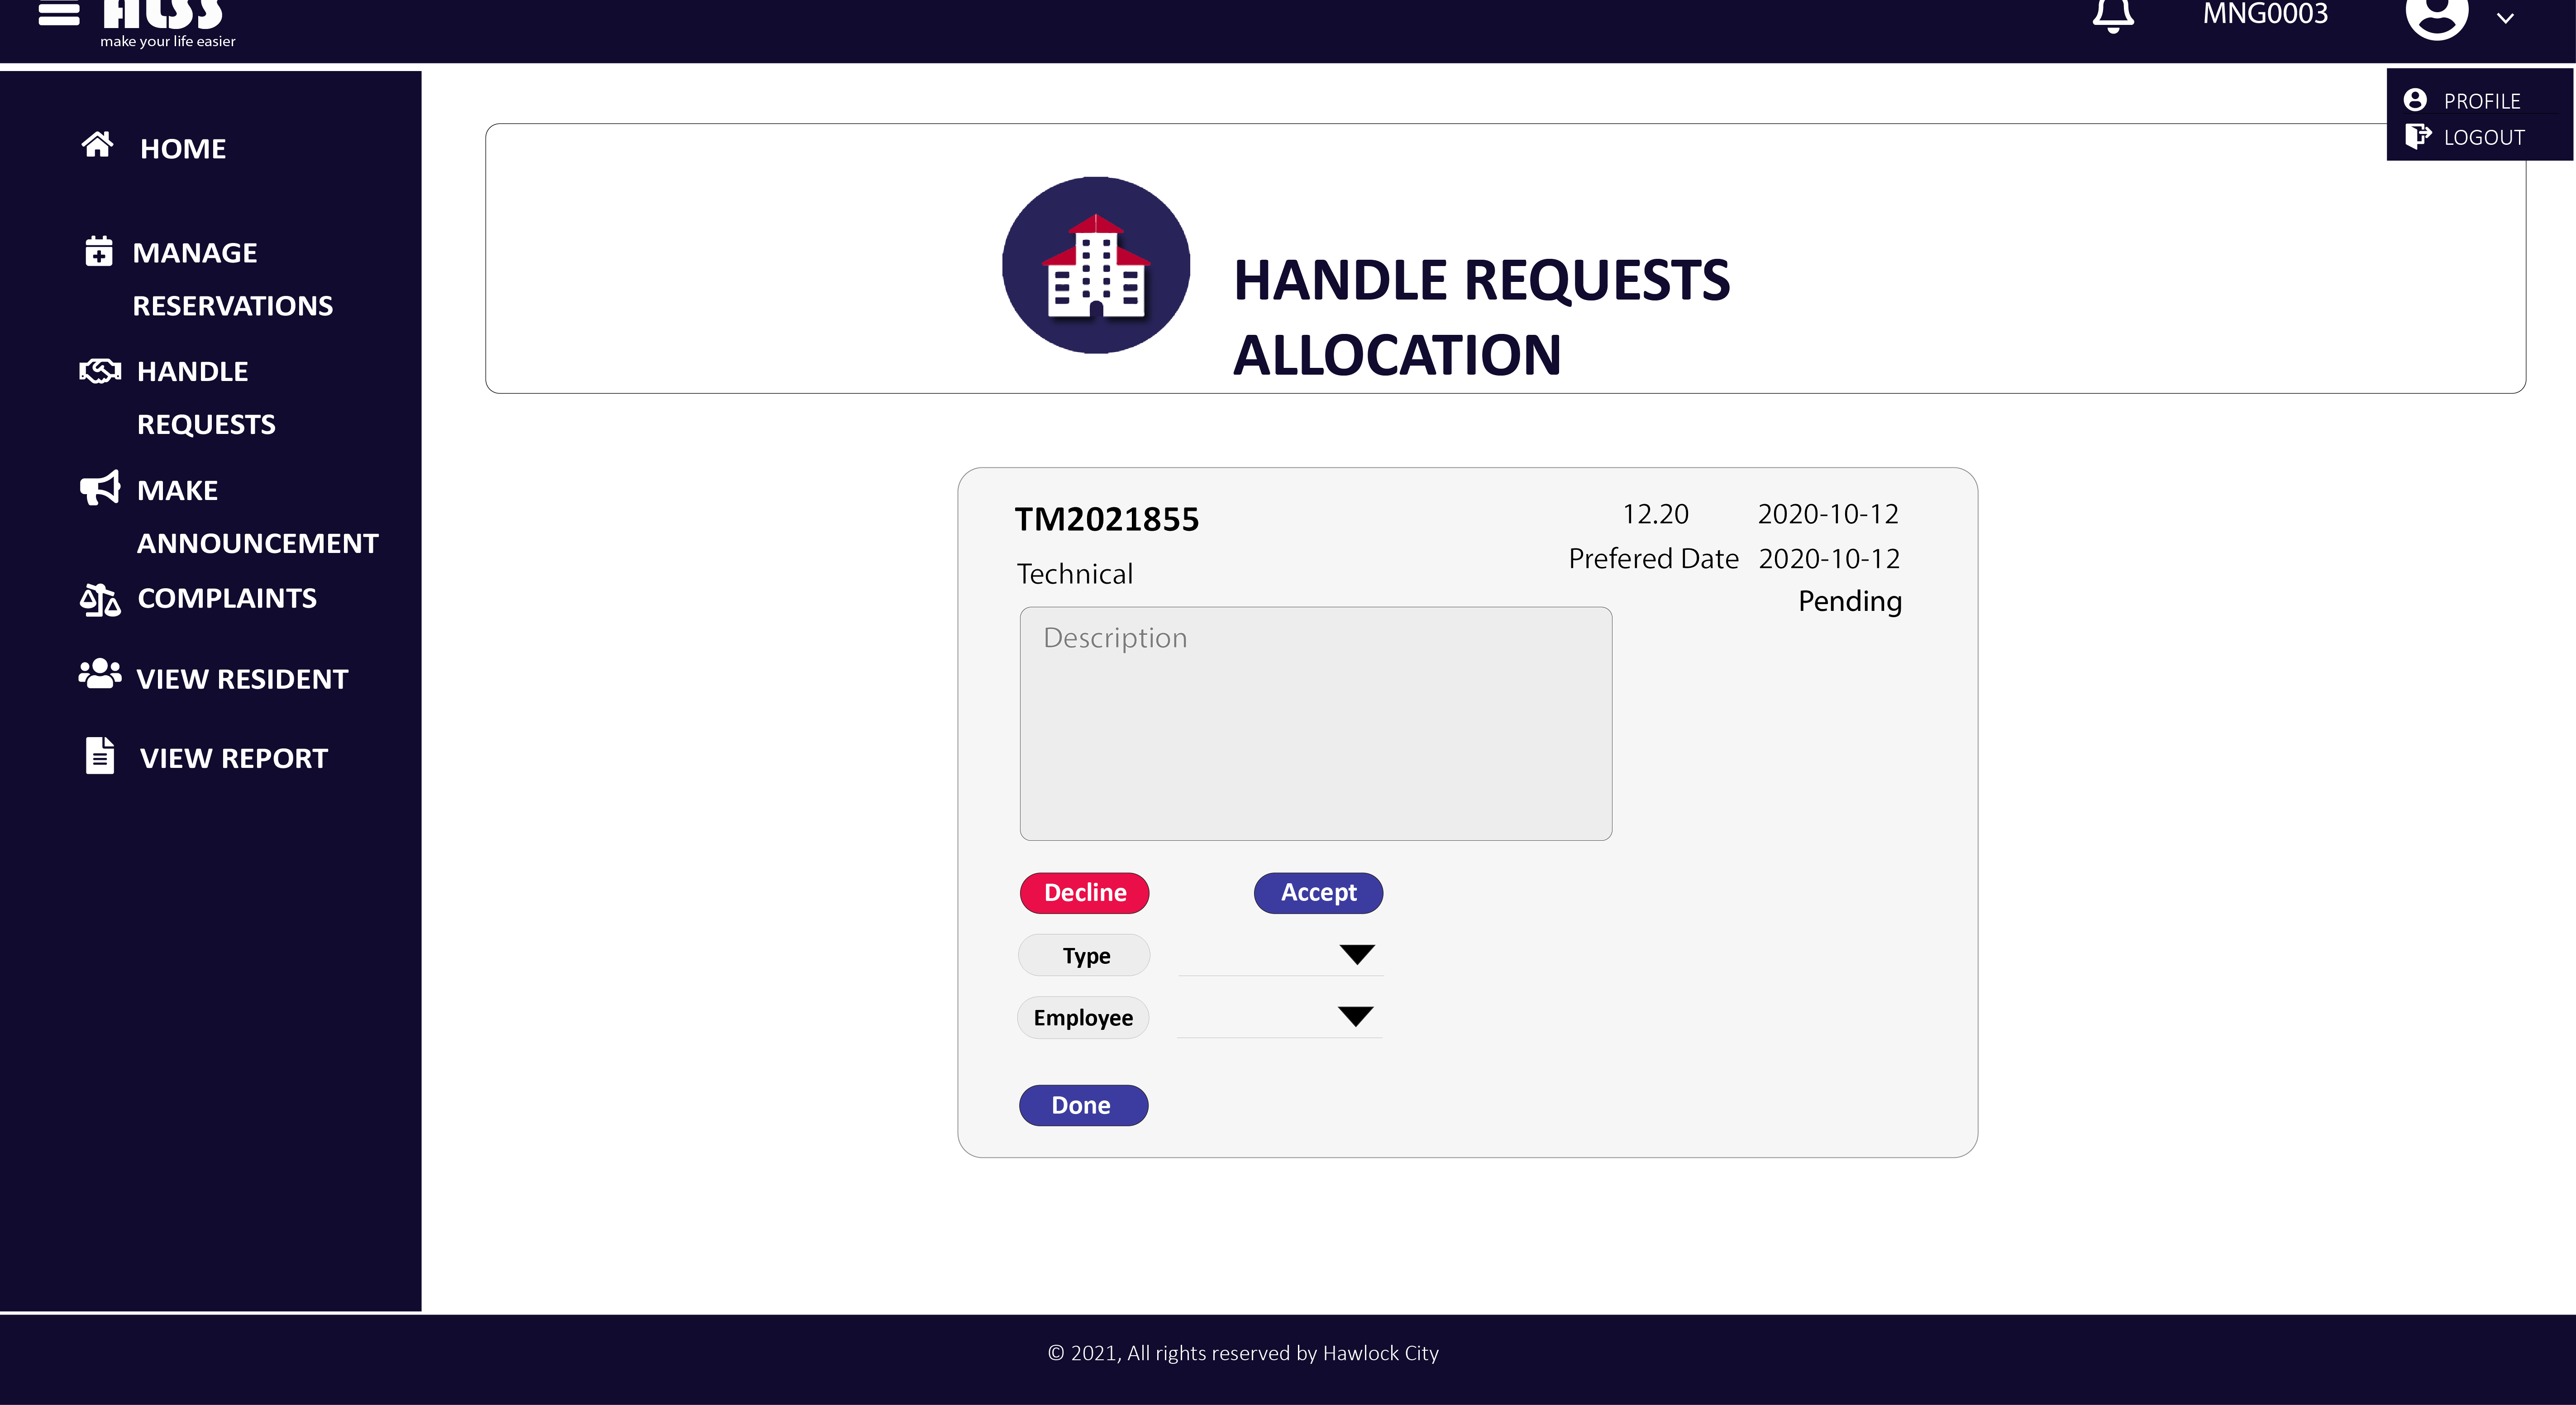 make your life easier
MNG0003
PROFILE
LOGOUT
HOME
MANAGE
RESERVATIONS
HANDLE
REQUESTS
MAKE
ANNOUNCEMENT
COMPLAINTS
VIEW RESIDENT
VIEW REPORT
HANDLE REQUESTS
ALLOCATION
TM2021855
12.20 2020-10-12
Technical
Prefered Date 2020-10-12
Pending
Description
Decline Accept
Type
Employee
Done
© 2021, All rights reserved by Hawlock City